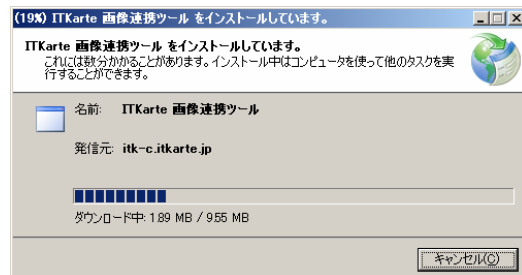 (19%) ITKarte 画像連携ツール をインストールしています。
ITKarte 画像連携ツール をインストールしています。
これには数分かかることがあります。インストール中はコンピュータを使って他のタスクを実
行することができます。
名前: ITKarte 画像連携ツール
発信元: itk-c.itkarte.jp
ダウンロード中: 1.89 MB / 9.55 MB
キャンセル(C)